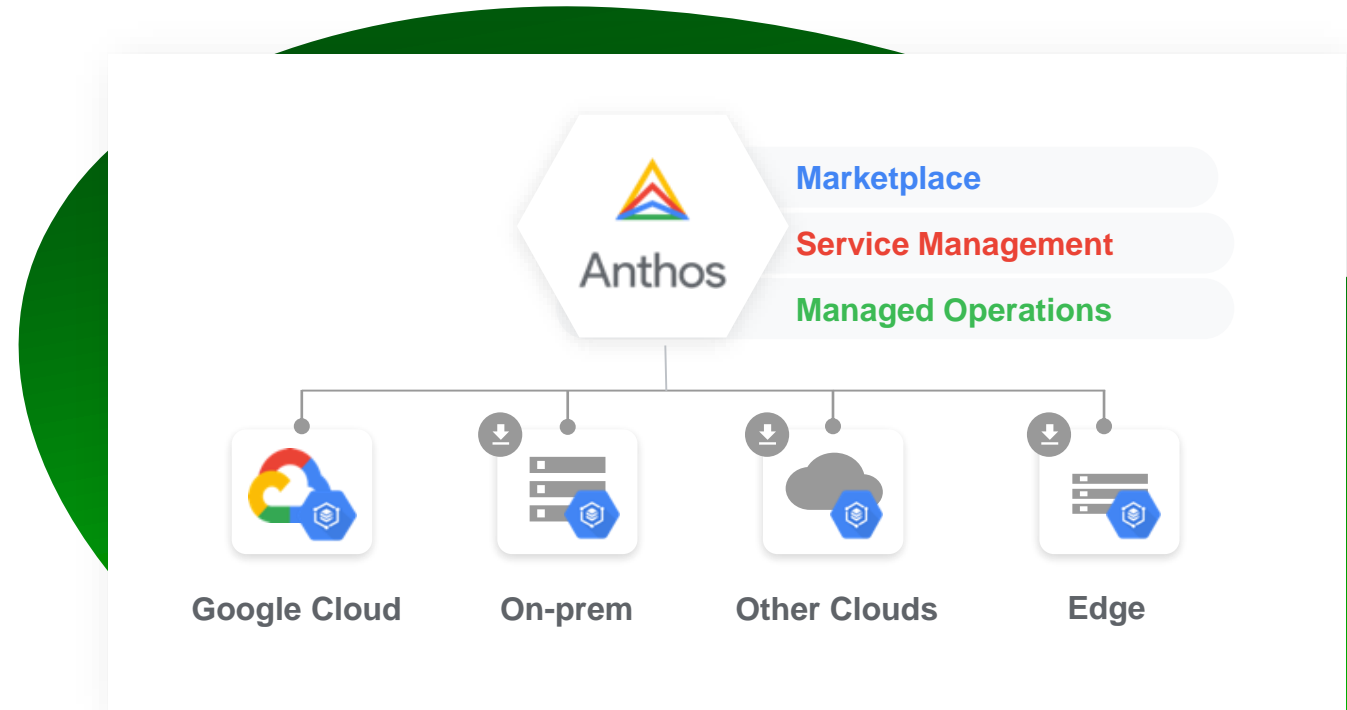 Marketplace
Service Management
Anthos
Managed Operations
Google Cloud
On-prem
Other Clouds
Edge